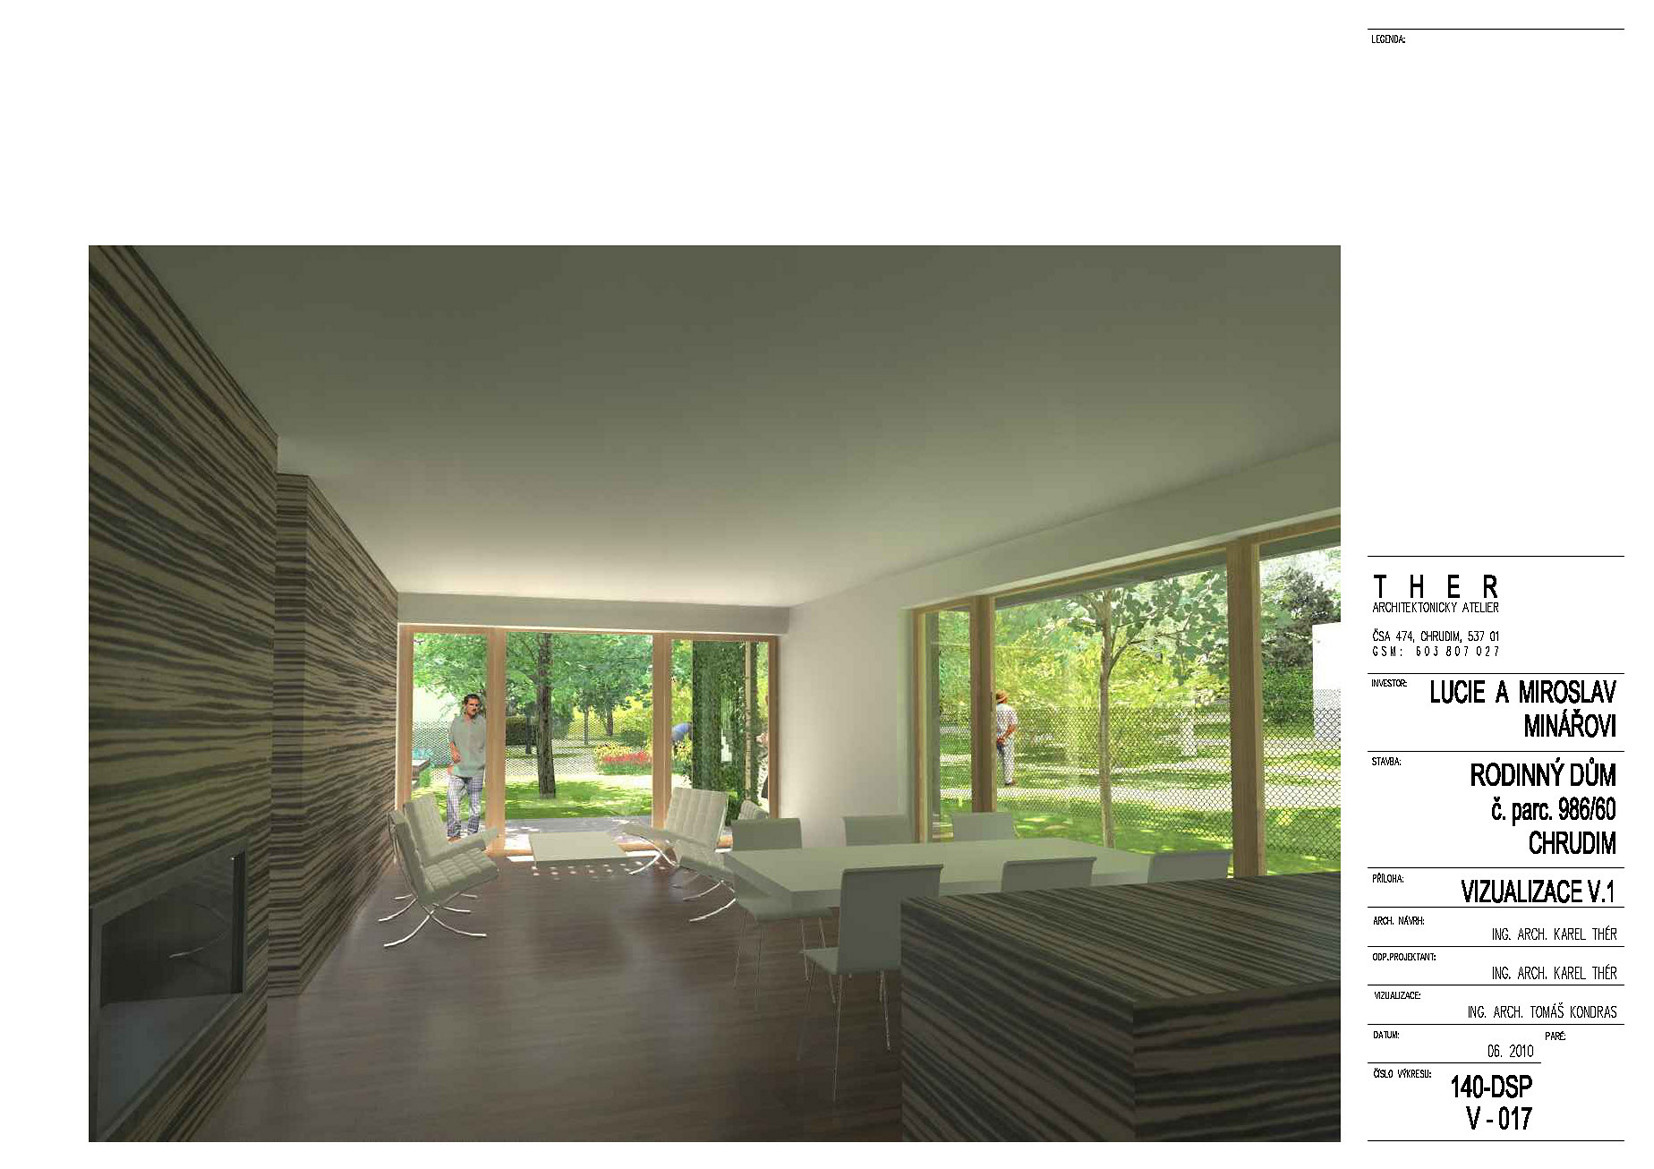 LEGENDA:
T H E R
ARCHITEKTONICKÝ ATELIER
ČSA 474, CHRUDIM, 537 01
GSM: 603 807 027
INVESTOR:
LUCIE A MIROSLAV
MINÁŘOVI
STAVBA:
RODINNÝ DŮM
č. parc. 986/60
CHRUDIM
PŘÍLOHA:
VIZUALIZACE V.1
ARCH. NÁVRH:
ING. ARCH. KAREL THÉR
ODP.PROJEKTANT:
ING. ARCH. KAREL THÉR
VIZUALIZACE:
ING. ARCH. TOMÁŠ KONDRAS
DATUM:
PARÉ:
06. 2010
ČÍSLO VÝKRESU:
140-DSP
V - 017